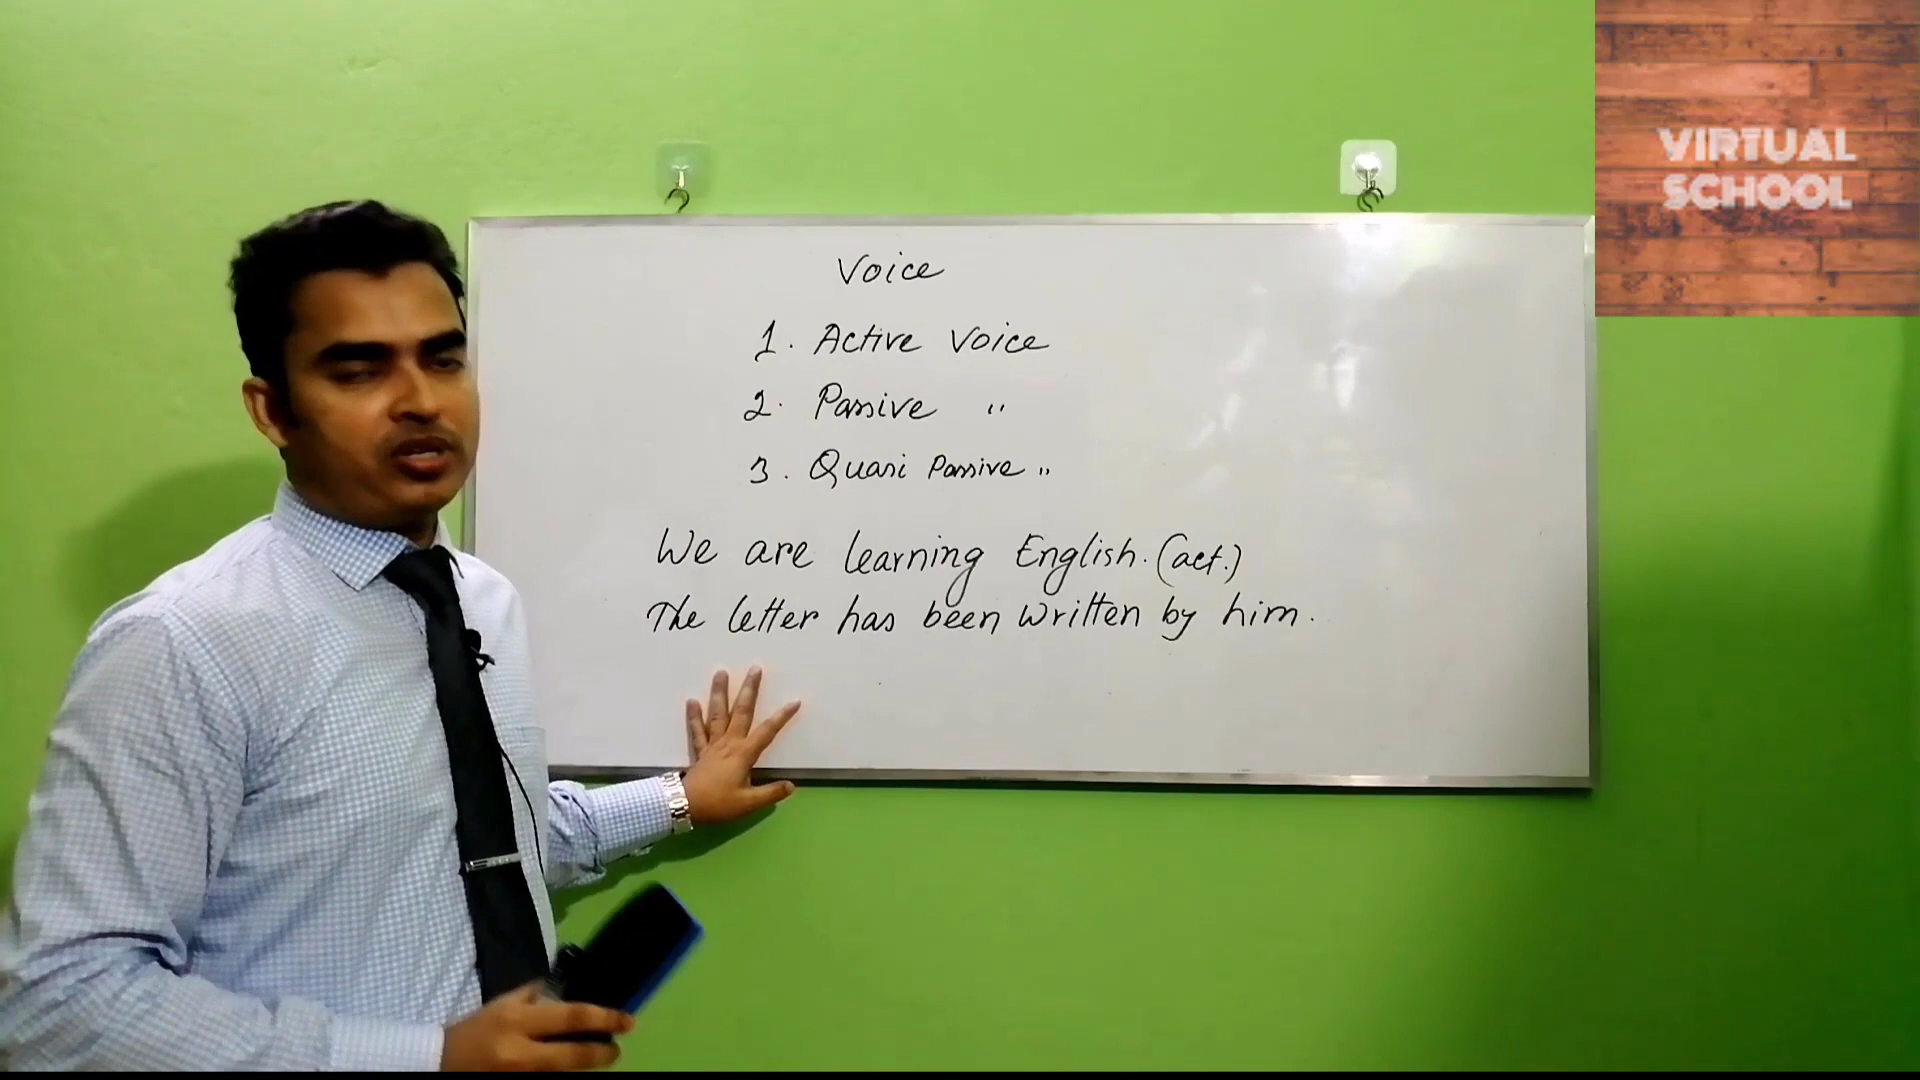 VIRTUAL
SCHOOL
Voice
1. Active Voice
2. Passive "
3. Quasi Passive "
We are learning English. (act.)
The letter has been written by him.